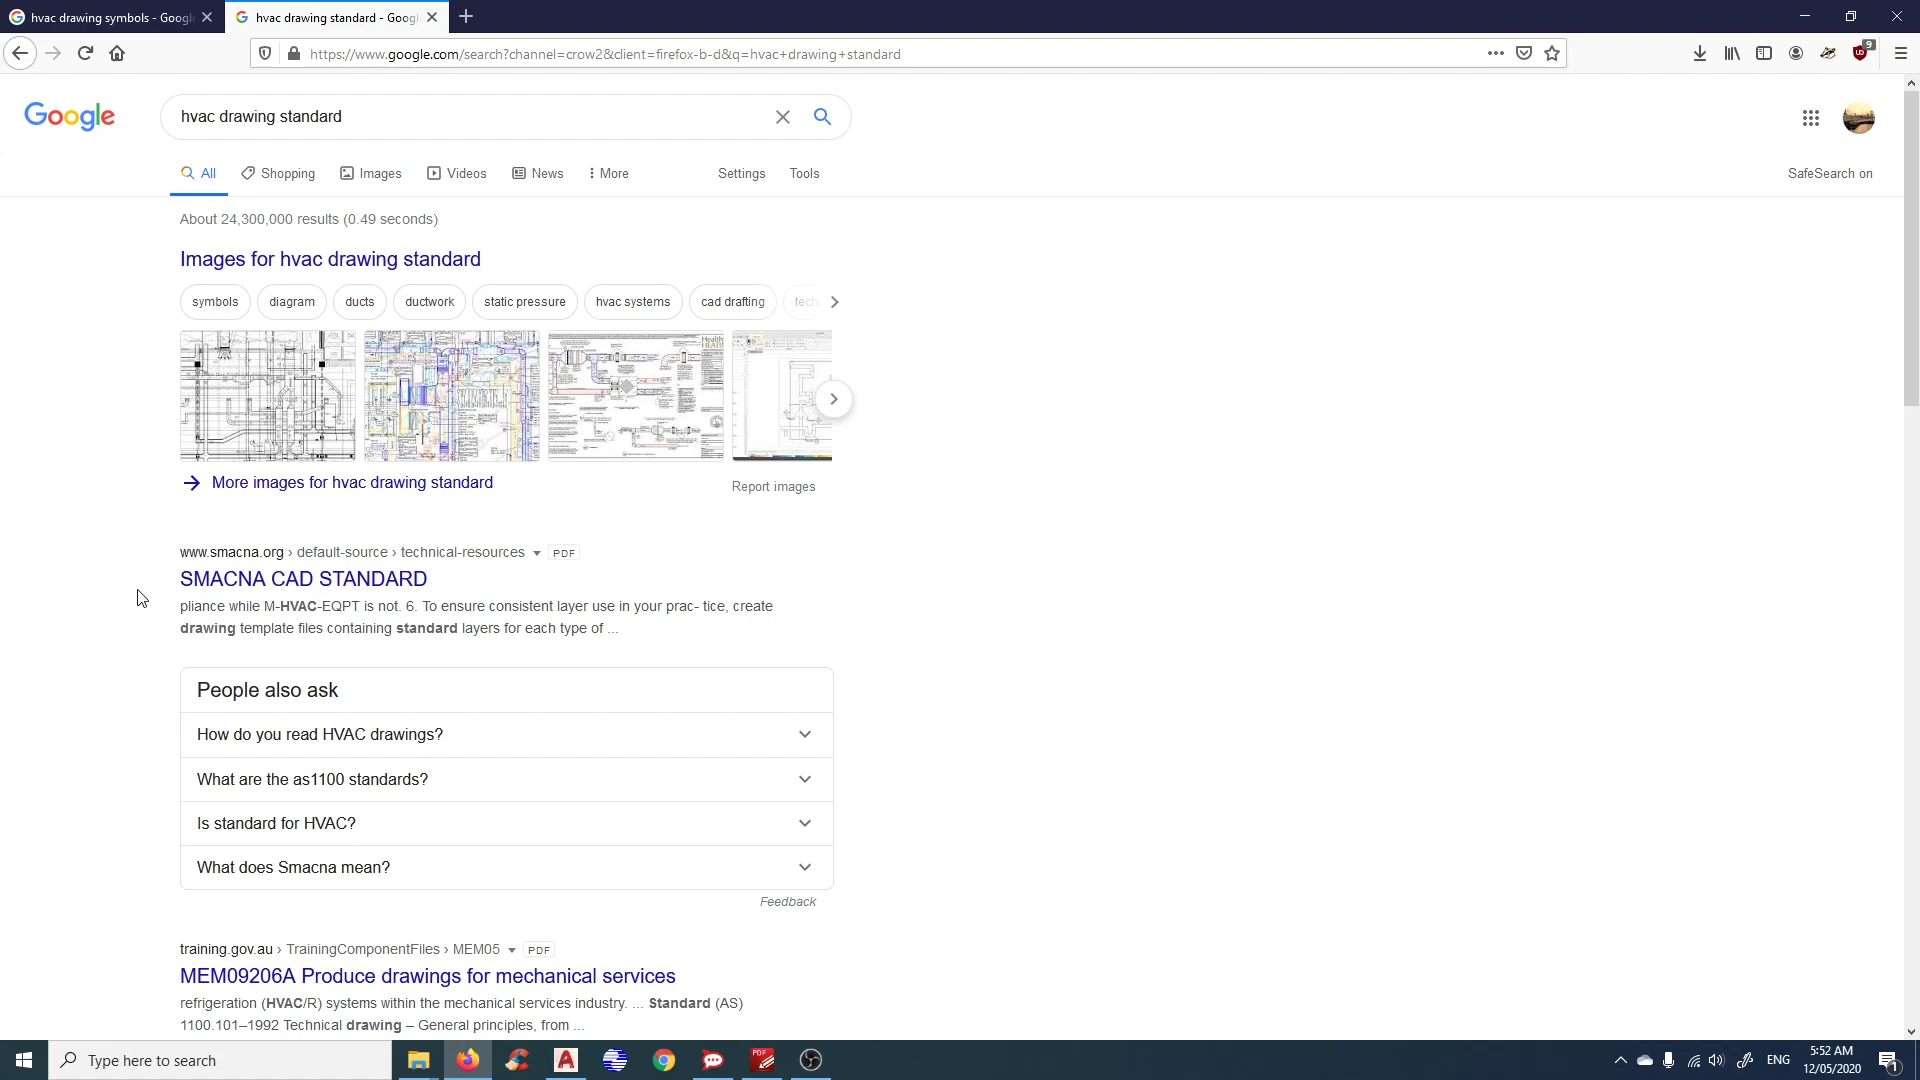 hvac drawing symbols - Googl
hvac drawing standard - Googl
https://www.google.com/search?channel=crow2&client=firefox-b-d&q=hvac+drawing+standard
9
Google
hvac drawing standard
All
Shopping
Images
Videos
News
More
Settings
Tools
SafeSearch on
About 24,300,000 results (0.49 seconds)
Images for hvac drawing standard
symbols
diagram
ducts
ductwork
static pressure
hvac systems
cad drafting
tech
More images for hvac drawing standard
Report images
www.smacna.org › default-source › technical-resources
PDF
SMACNA CAD STANDARD
pliance while M-HVAC-EQPT is not. 6. To ensure consistent layer use in your prac- tice, create
drawing template files containing standard layers for each type of ...
People also ask
How do you read HVAC drawings?
What are the as1100 standards?
Is standard for HVAC?
What does Smacna mean?
Feedback
training.gov.au › TrainingComponentFiles › MEM05
PDF
MEM09206A Produce drawings for mechanical services
refrigeration (HVAC/R) systems within the mechanical services industry. ... Standard (AS)
1100.101–1992 Technical drawing – General principles, from ...
Type here to search
ENG
5:52 AM
12/05/2020
1